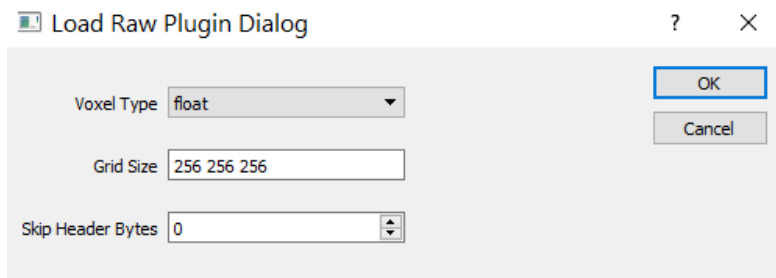 Load Raw Plugin Dialog
?
OK
Voxel Type float
Cancel
Grid Size 256 256 256
Skip Header Bytes 0